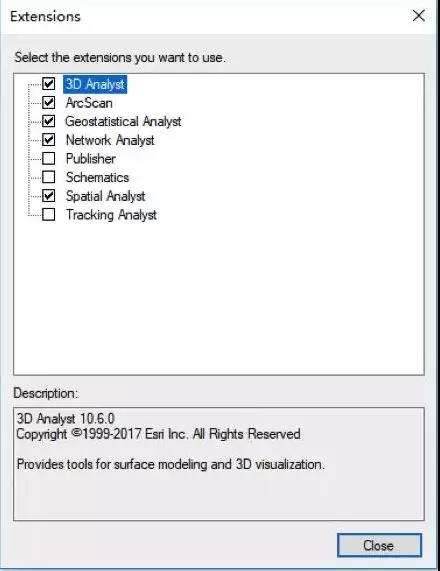 Extensions
Select the extensions you want to use.
3D Analyst
ArcScan
Geostatistical Analyst
Network Analyst
Publisher
Schematics
Spatial Analyst
Tracking Analyst
Description:
3D Analyst 10.6.0
Copyright ©1999-2017 Esri Inc. All Rights Reserved
Provides tools for surface modeling and 3D visualization.
Close